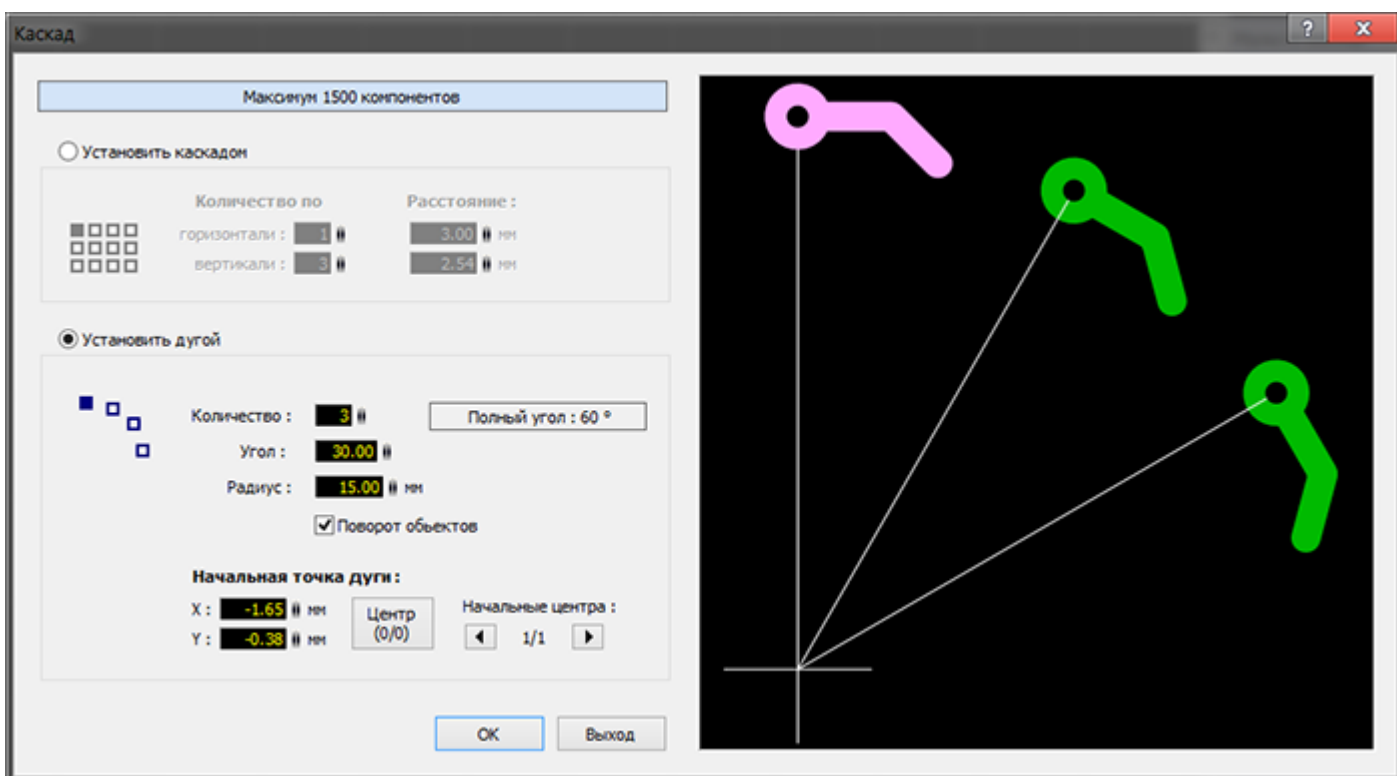 Каскад
Максимум 1500 компонентов
Установить каскадом
Количество по Расстояние :
горизонтали : 1 3.00 мм
вертикали : 3 2.54 мм
Установить дугой
Количество : 3 Полный угол : 60 º
Угол : 30.00
Радиус : 15.00 мм
Поворот обьектов
Начальная точка дуги :
X : -1.65 мм Центр (0/0) Начальные центра :
Y : -0.38 мм 1/1
OK Выход